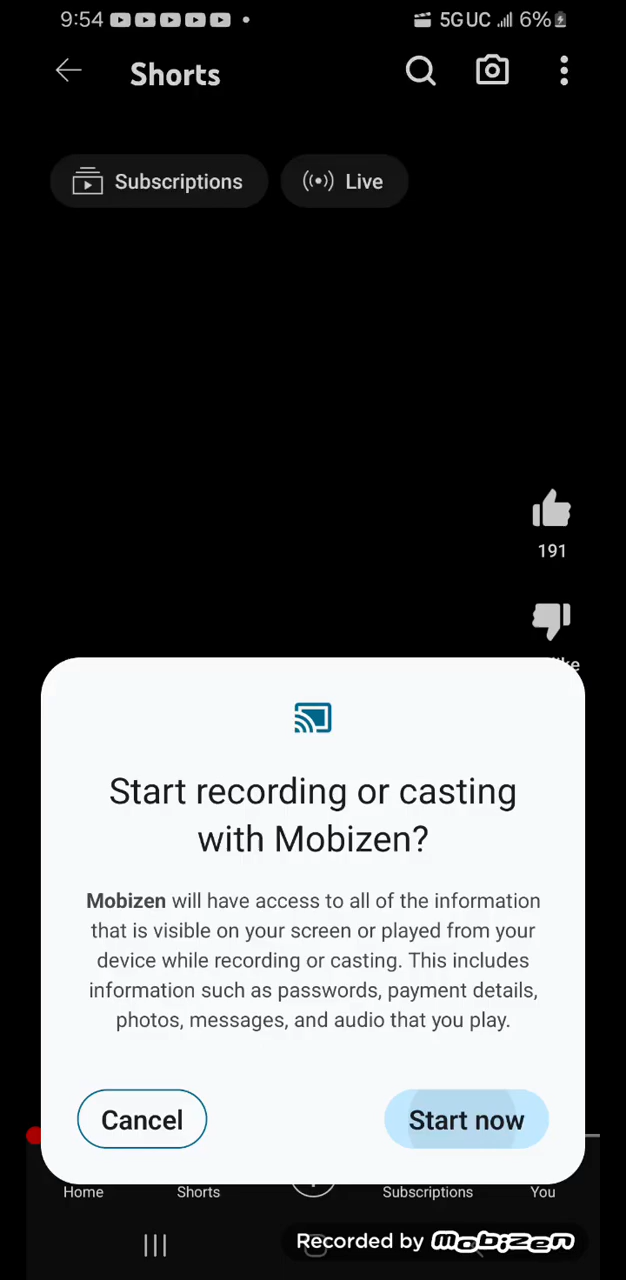 9:54
5G UC 6%
Shorts
Subscriptions
Live
191
Start recording or casting
with Mobizen?
Mobizen will have access to all of the information
that is visible on your screen or played from your
device while recording or casting. This includes
information such as passwords, payment details,
photos, messages, and audio that you play.
Cancel
Start now
Home
Shorts
Subscriptions
You
Recorded by mobizen